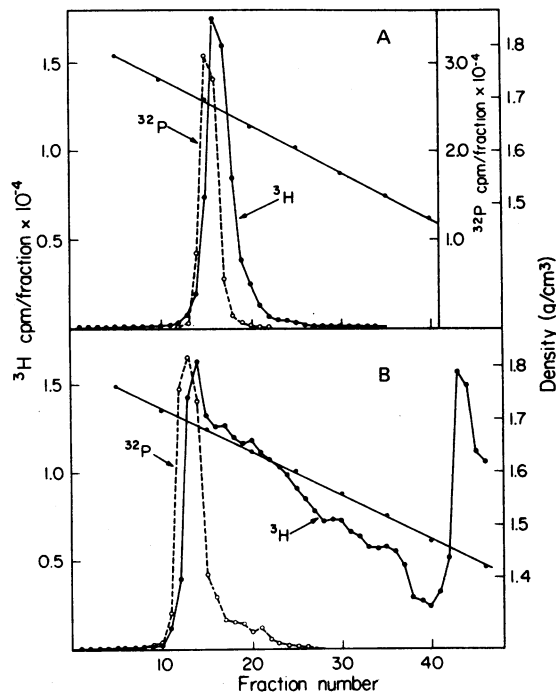 A
1.5
1.0
0.5
³H cpm/fraction × 10⁻⁴
³²P
³H
3.0
2.0
1.0
³²P cpm/fraction × 10⁻⁴
1.8
1.7
1.6
1.5
Density (g/cm³)
B
1.5
1.0
0.5
³²P
³H
1.8
1.7
1.6
1.5
1.4
10
20
30
40
Fraction number